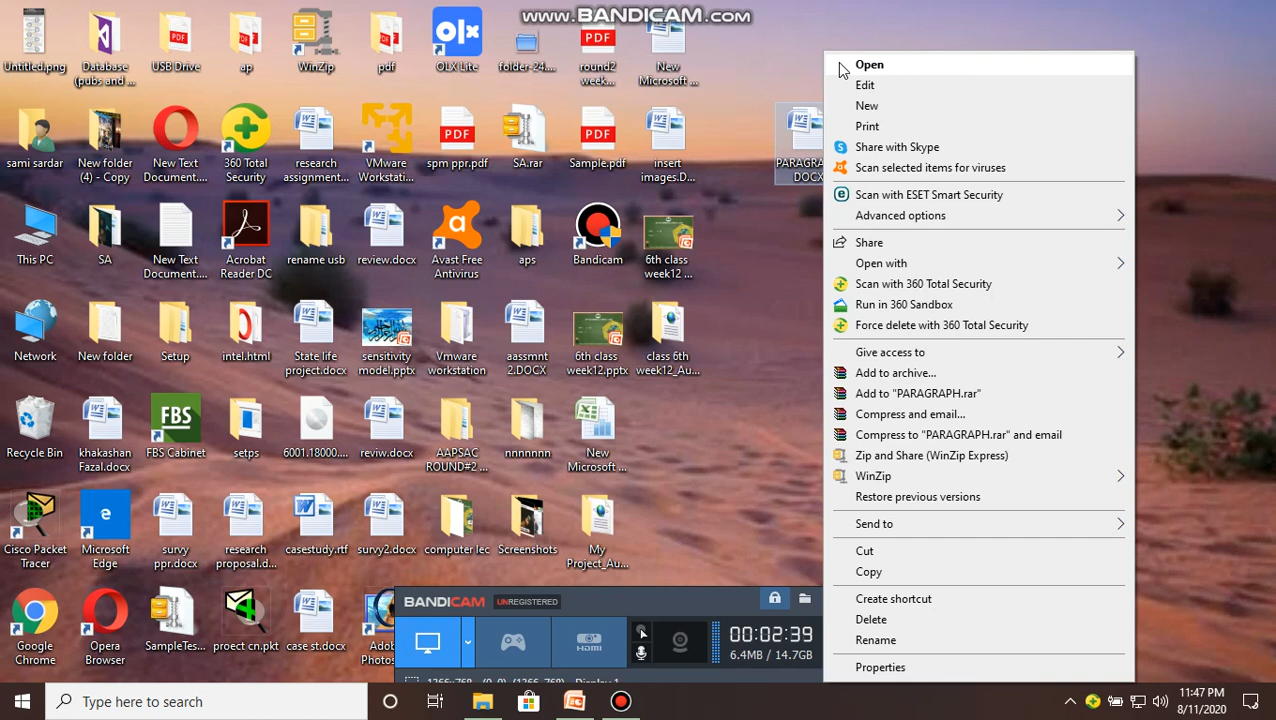 www.BANDICAM.com
Untitled.png
Database
(pubs and ...
USB Drive
ap
WinZip
pdf
OLX Lite
folder-24....
round2
week...
New
Microsoft ...
sami sardar
New folder
(4) - Copy
New Text
Document....
360 Total
Security
research
assignment...
VMware
Workstati...
spm ppr.pdf
SA.rar
Sample.pdf
insert
images.D...
PARAGRA
DOCX
This PC
SA
New Text
Document....
Acrobat
Reader DC
rename usb
review.docx
Avast Free
Antivirus
aps
Bandicam
6th class
week12 ...
Network
New folder
Setup
intel.html
State life
project.docx
sensitivity
model.pptx
Vmware
workstation
aassmnt
2.DOCX
6th class
week12.pptx
class 6th
week12_Au...
Recycle Bin
khakashan
Fazal.docx
FBS
FBS Cabinet
setps
6001.18000....
reviw.docx
AAPSAC
ROUND#2 ...
nnnnnnn
New
Microsoft ...
Cisco Packet
Tracer
Microsoft
Edge
survy
ppr.docx
research
proposal.d...
casestudy.rtf
survy2.docx
computer lec
Screenshots
My
Project_Au...
Google
Chrome
Opera
Browser
SampleTes...
proect cn.pkt
case st.docx
Adob
Photos
Open
Edit
New
Print
Share with Skype
Scan selected items for viruses
Scan with ESET Smart Security
Advanced options
Share
Open with
Scan with 360 Total Security
Run in 360 Sandbox
Force delete with 360 Total Security
Give access to
Add to archive...
Add to "PARAGRAPH.rar"
Compress and email...
Compress to "PARAGRAPH.rar" and email
Zip and Share (WinZip Express)
WinZip
Restore previous versions
Send to
Cut
Copy
Create shortcut
Delete
Rename
Properties
BANDICAM UNREGISTERED
HDMI
00:02:39
6.4MB / 14.7GB
1366x768 - (0, 0), (1366, 768) - Display 1
Type here to search
11:47 PM
8/11/2020